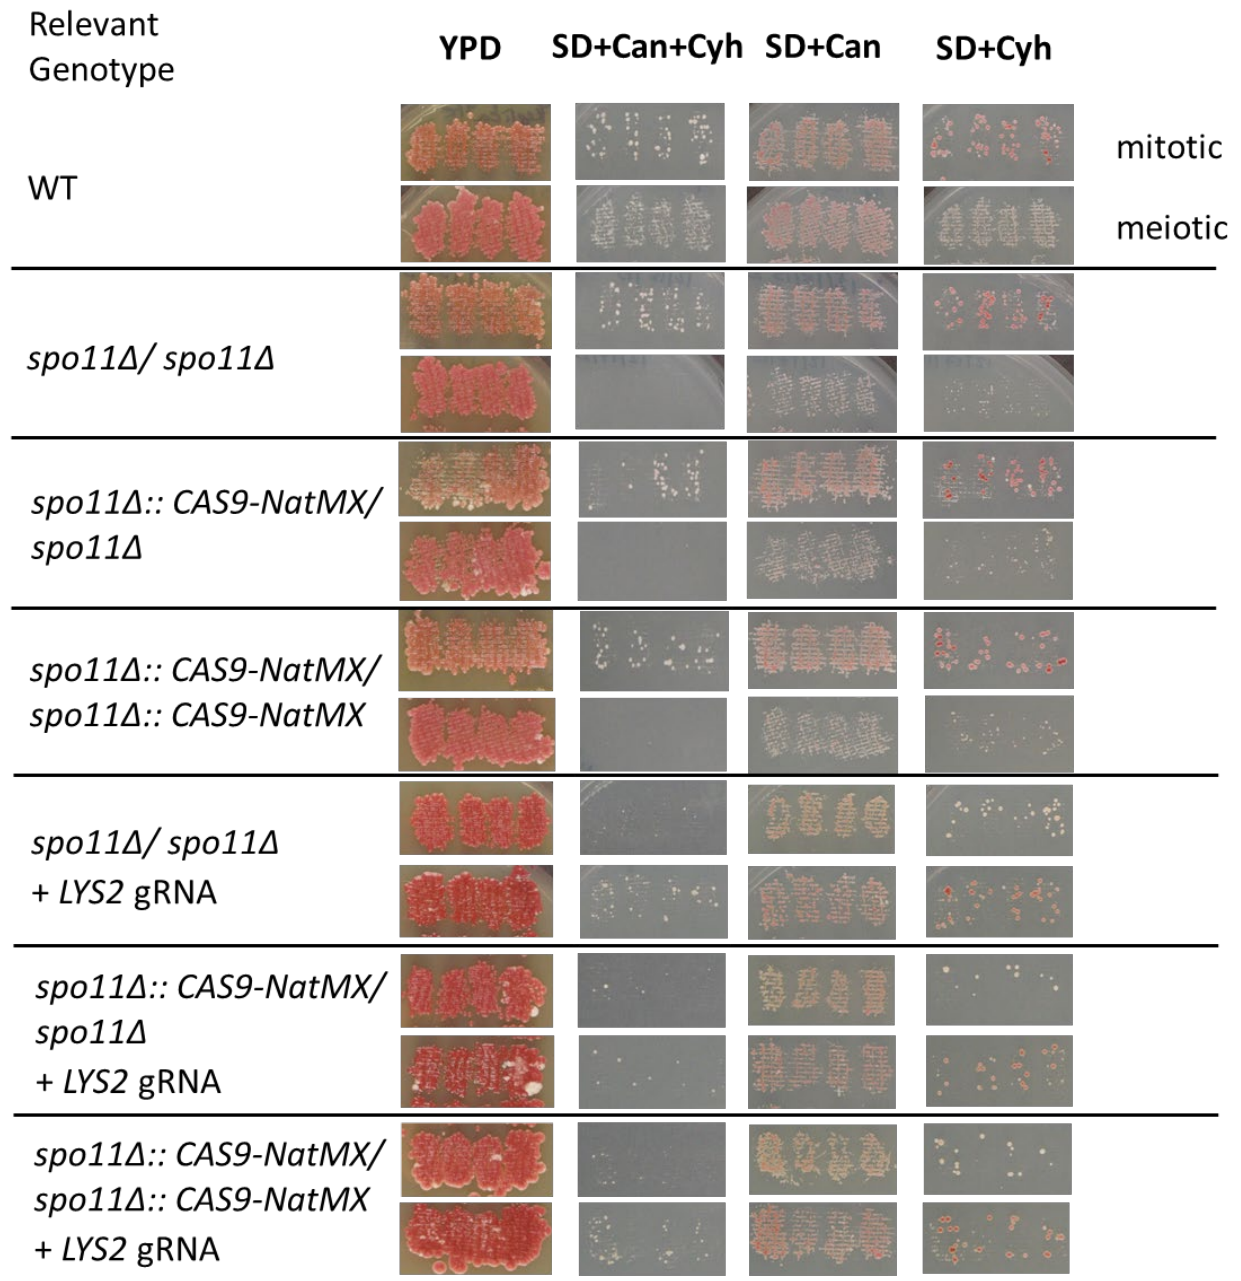 Relevant
Genotype
YPD SD+Can+Cyh SD+Can SD+Cyh
mitotic
WT
meiotic
spo11Δ/ spo11Δ
spo11Δ:: CAS9-NatMX/
spo11Δ
spo11Δ:: CAS9-NatMX/
spo11Δ:: CAS9-NatMX
spo11Δ/ spo11Δ
+ LYS2 gRNA
spo11Δ:: CAS9-NatMX/
spo11Δ
+ LYS2 gRNA
spo11Δ:: CAS9-NatMX/
spo11Δ:: CAS9-NatMX
+ LYS2 gRNA